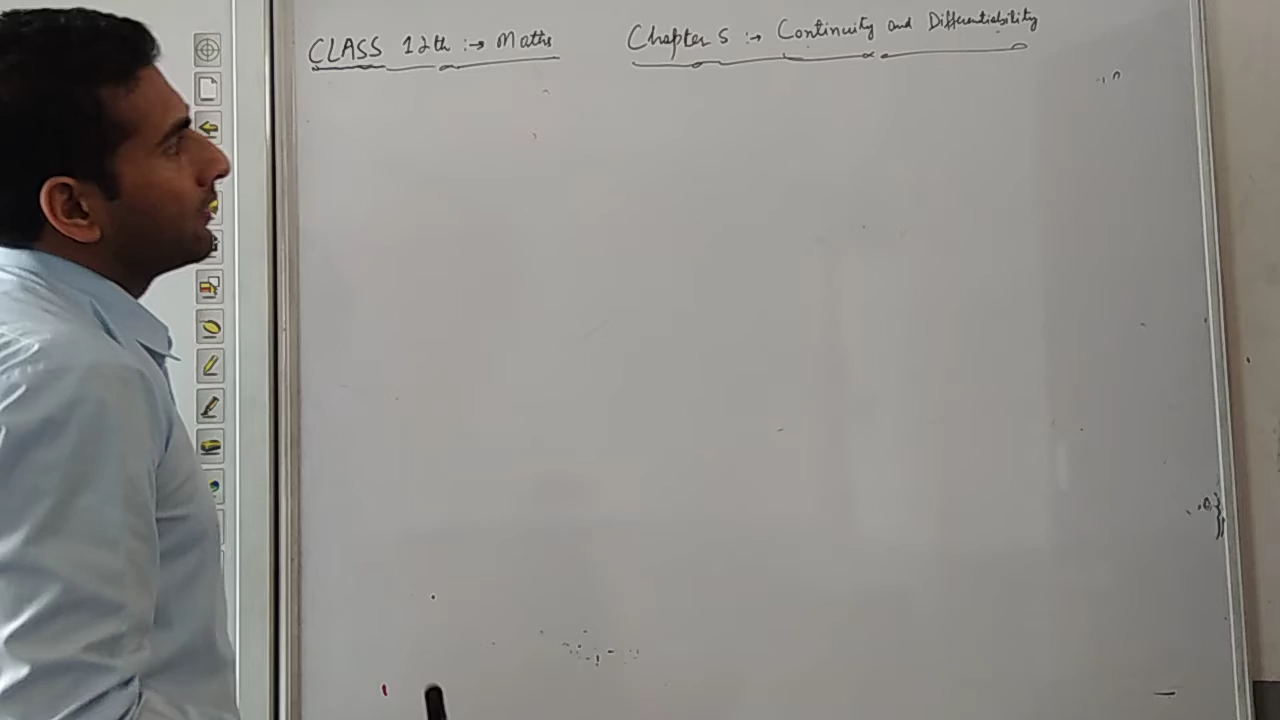 CLASS 12th :→ Maths
Chapter 5 :→ Continuity and Differentiability